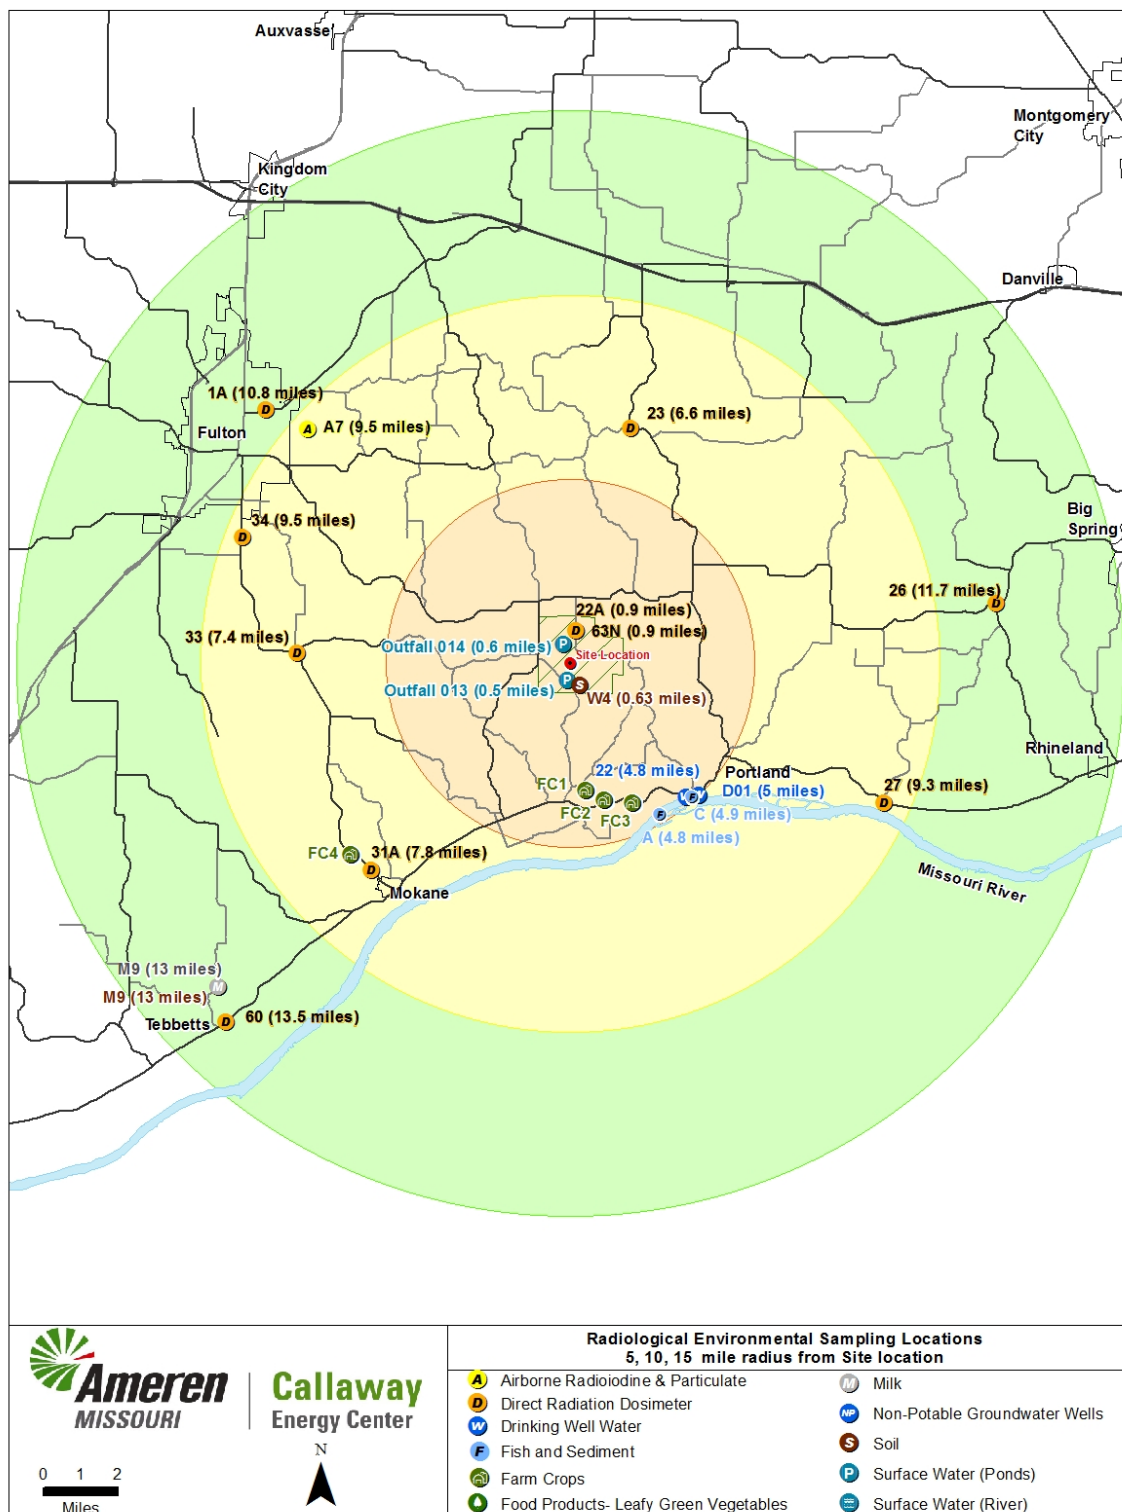 Auxvasse
Montgomery
City
Kingdom
City
Danville
1A (10.8 miles)
D
A
A7 (9.5 miles)
23 (6.6 miles)
D
Fulton
34 (9.5 miles)
D
Big
Spring
26 (11.7 miles)
D
22A (0.9 miles)
D
63N (0.9 miles)
33 (7.4 miles)
D
Outfall 014 (0.6 miles)
P
Site Location
Outfall 013 (0.5 miles)
P
S
W4 (0.63 miles)
Rhineland
22 (4.8 miles)
Portland
FC1
D01 (5 miles)
27 (9.3 miles)
D
W
F
W
FC2
FC3
F
C (4.9 miles)
A (4.8 miles)
FC4
31A (7.8 miles)
D
Mokane
Missouri River
M9 (13 miles)
M
M9 (13 miles)
Tebbetts
D
60 (13.5 miles)
Ameren
MISSOURI
Callaway
Energy Center
N
0 1 2
Miles
Radiological Environmental Sampling Locations
5, 10, 15 mile radius from Site location
A Airborne Radioiodine & Particulate
D Direct Radiation Dosimeter
W Drinking Well Water
F Fish and Sediment
Farm Crops
Food Products- Leafy Green Vegetables
M Milk
NP Non-Potable Groundwater Wells
S Soil
P Surface Water (Ponds)
Surface Water (River)